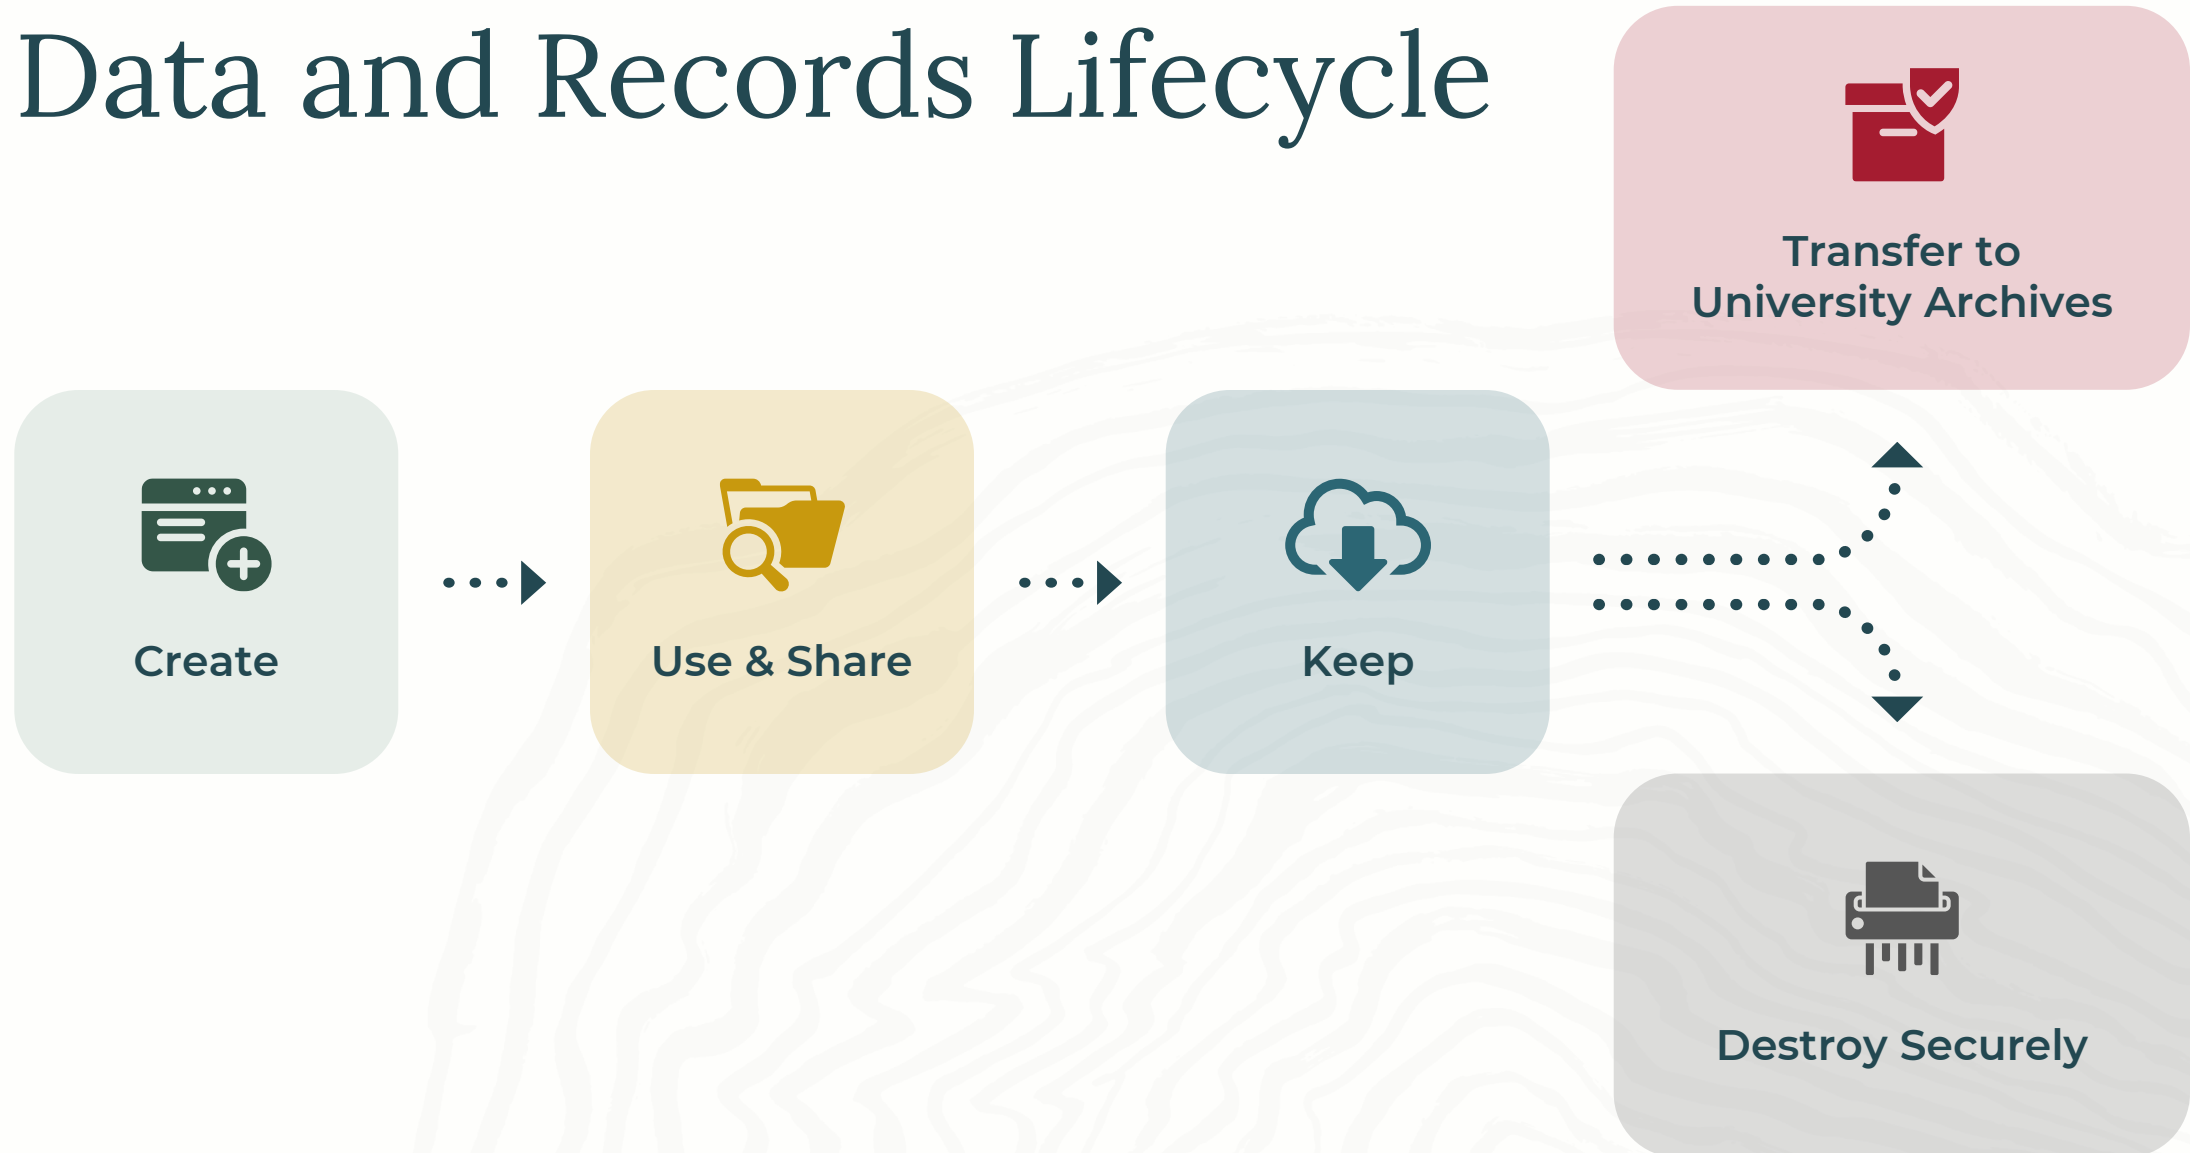 Data and Records Lifecycle
Transfer to
University Archives
Create
Use & Share
Keep
Destroy Securely